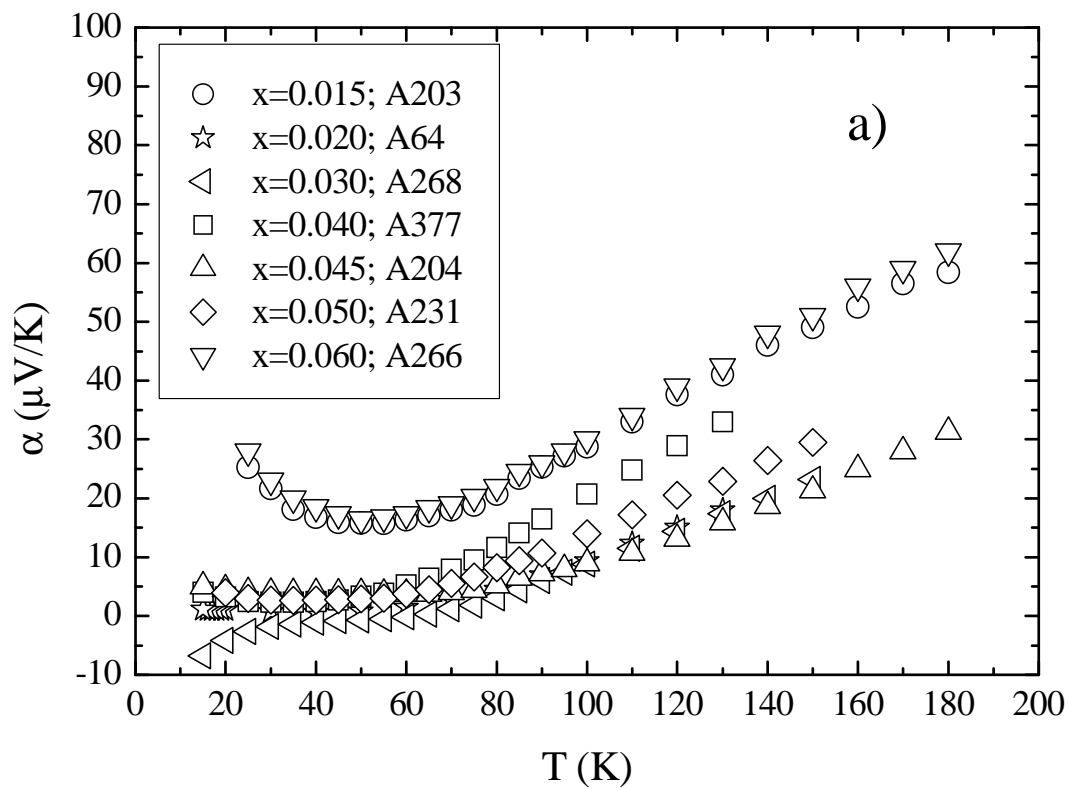 100
90
80
70
60
50
40
30
20
10
0
-10
α (μV/K)
x=0.015; A203
x=0.020; A64
x=0.030; A268
x=0.040; A377
x=0.045; A204
x=0.050; A231
x=0.060; A266
a)
0 20 40 60 80 100 120 140 160 180 200
T (K)